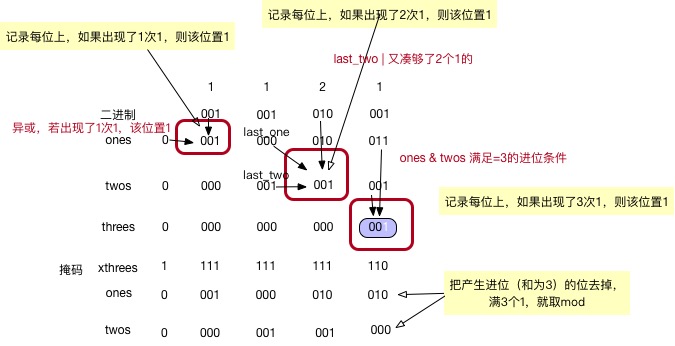 记录每位上，如果出现了2次1，则该位置1
记录每位上，如果出现了1次1，则该位置1
last_two | 又凑够了2个1的
1 1 2 1
二进制 001 001 010 001
异或，若出现了1次1，该位置1
last_one
ones 0 001 000 010 011
ones & twos 满足=3的进位条件
last_two
twos 0 000 001 001 001
记录每位上，如果出现了3次1，则该位置1
threes 0 000 000 000 001
掩码 xthrees 1 111 111 111 110
ones 0 001 000 010 010
把产生进位（和为3）的位去掉，
满3个1，就取mod
twos 0 000 001 001 000